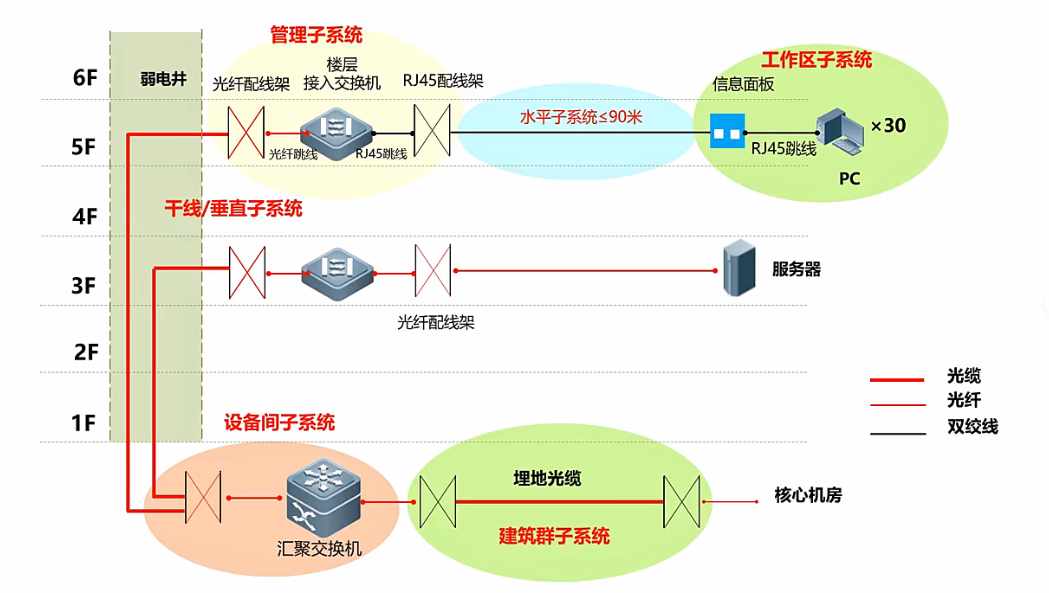 管理子系统
工作区子系统
6F
弱电井
光纤配线架
楼层
接入交换机
RJ45配线架
信息面板
水平子系统≤90米
×30
5F
光纤跳线
RJ45跳线
RJ45跳线
PC
4F
干线/垂直子系统
3F
服务器
光纤配线架
2F
光缆
光纤
双绞线
1F
设备间子系统
埋地光缆
核心机房
建筑群子系统
汇聚交换机